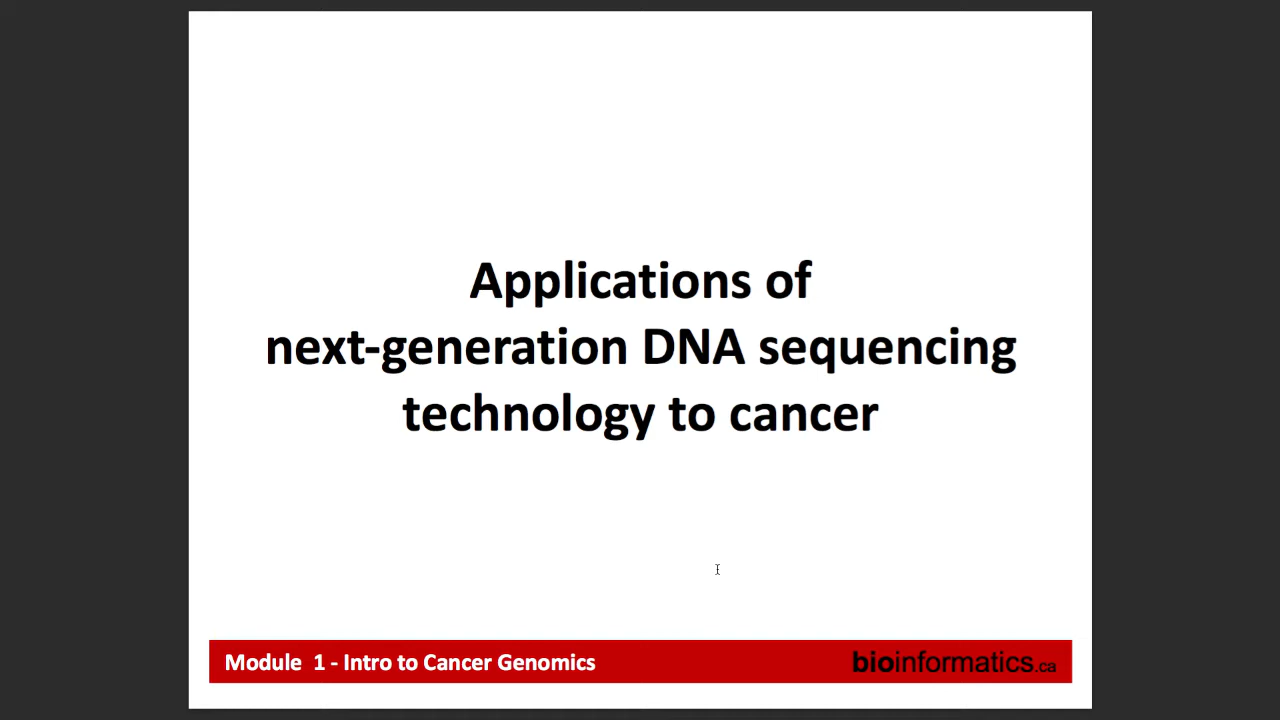 Applications of
next-generation DNA sequencing
technology to cancer
Module 1 - Intro to Cancer Genomics
bioinformatics.ca